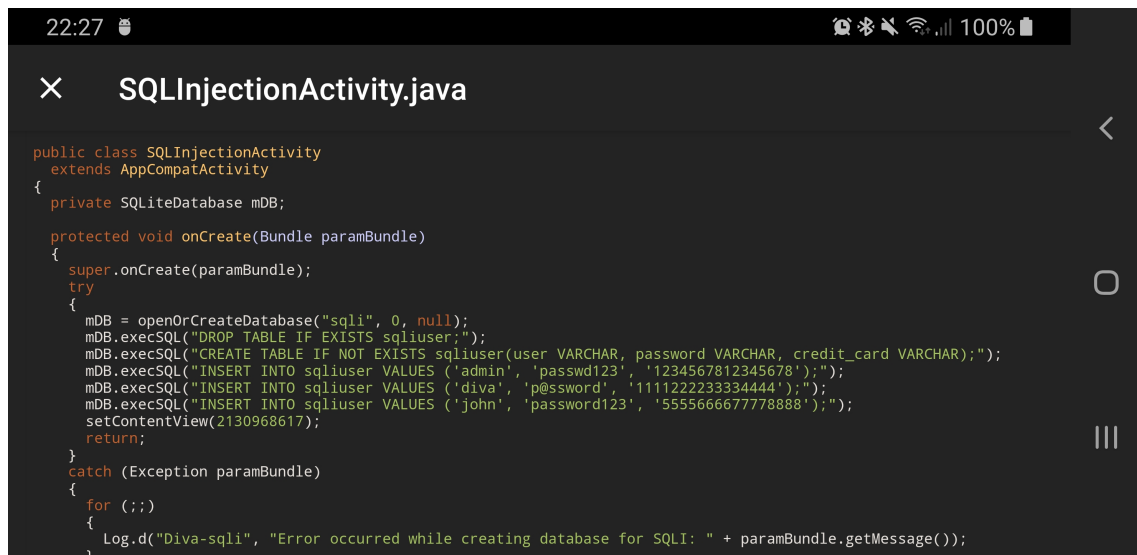 22:27 100%
SQLInjectionActivity.java
public class SQLInjectionActivity
extends AppCompatActivity
{
private SQLiteDatabase mDB;
protected void onCreate(Bundle paramBundle)
{
super.onCreate(paramBundle);
try
{
mDB = openOrCreateDatabase("sqli", 0, null);
mDB.execSQL("DROP TABLE IF EXISTS sqliuser;");
mDB.execSQL("CREATE TABLE IF NOT EXISTS sqliuser(user VARCHAR, password VARCHAR, credit_card VARCHAR);");
mDB.execSQL("INSERT INTO sqliuser VALUES ('admin', 'passwd123', '1234567812345678');");
mDB.execSQL("INSERT INTO sqliuser VALUES ('diva', 'p@ssword', '1111222233334444');");
mDB.execSQL("INSERT INTO sqliuser VALUES ('john', 'password123', '5555666677778888');");
setContentView(2130968617);
return;
}
catch (Exception paramBundle)
{
for (;;)
{
Log.d("Diva-sqli", "Error occurred while creating database for SQLI: " + paramBundle.getMessage());
}